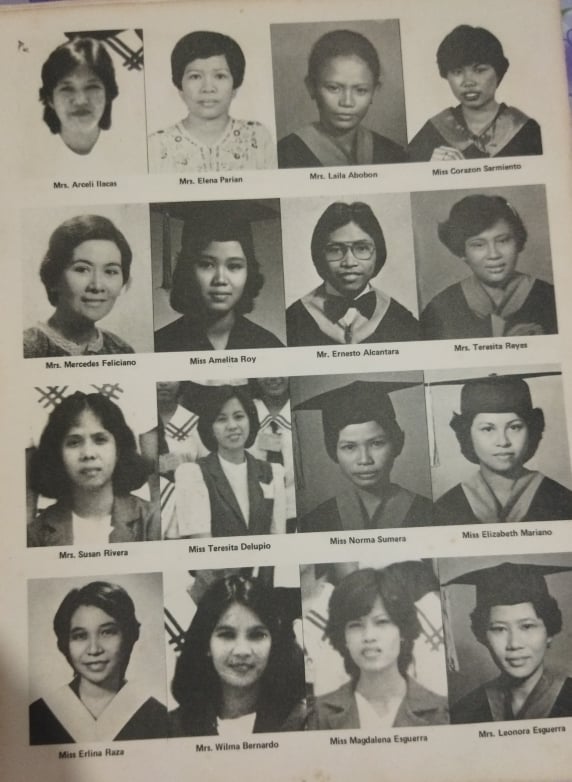 Mrs. Arceli Ilacas
Mrs. Elena Parian
Mrs. Laila Abobon
Miss Corazon Sarmiento
Mrs. Mercedes Feliciano
Miss Amelita Roy
Mr. Ernesto Alcantara
Mrs. Teresita Reyes
Mrs. Susan Rivera
Miss Teresita Delupio
Miss Norma Sumera
Miss Elizabeth Mariano
Miss Erlina Raza
Mrs. Wilma Bernardo
Miss Magdalena Esguerra
Mrs. Leonora Esguerra